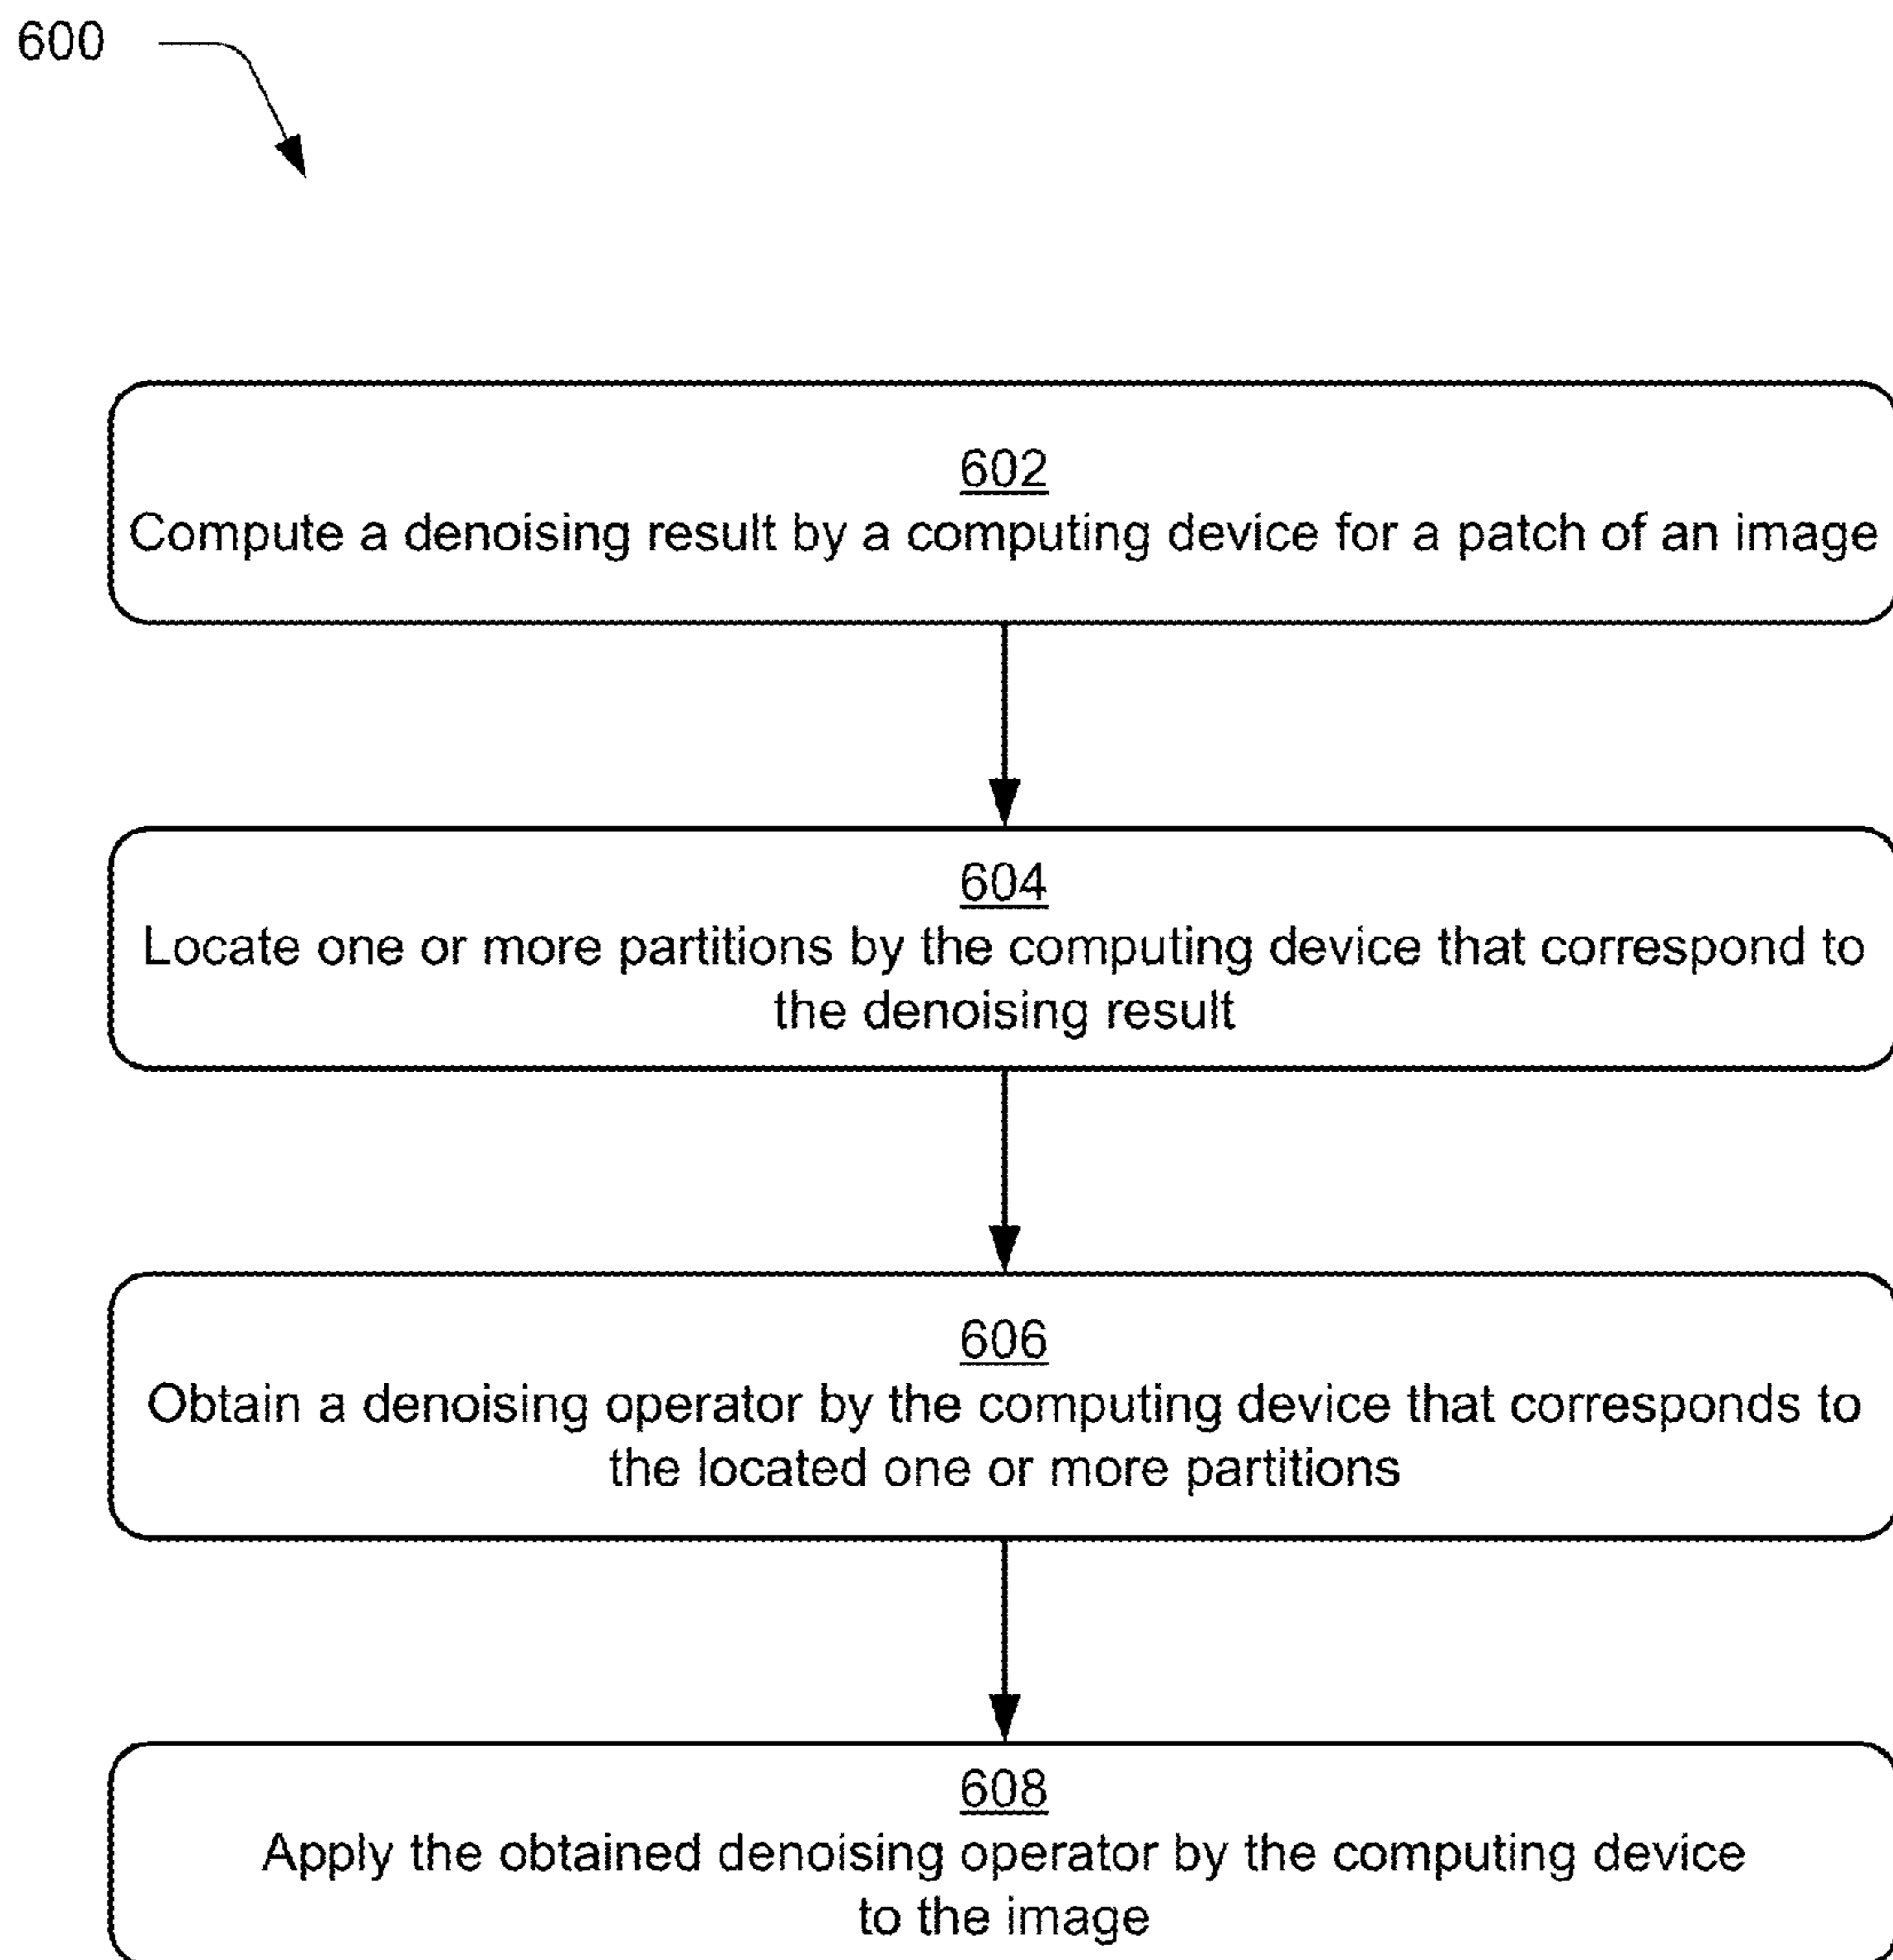 600
602
Compute a denoising result by a computing device for a patch of an image
604
Locate one or more partitions by the computing device that correspond to
the denoising result
606
Obtain a denoising operator by the computing device that corresponds to
the located one or more partitions
608
Apply the obtained denoising operator by the computing device
to the image